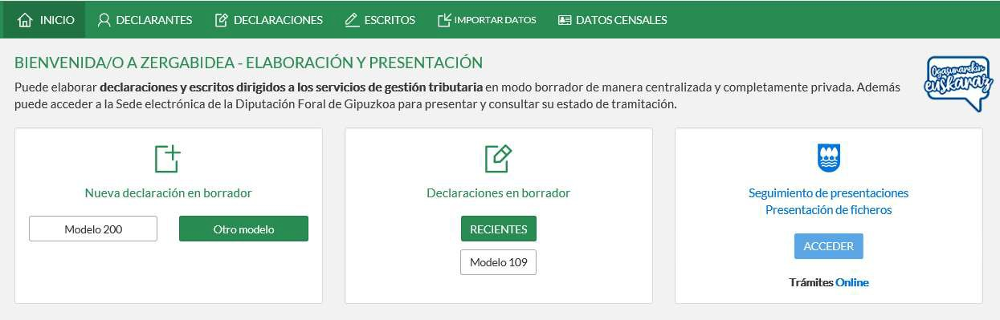 INICIO DECLARANTES DECLARACIONES ESCRITOS IMPORTAR DATOS DATOS CENSALES
BIENVENIDA/O A ZERGABIDEA - ELABORACIÓN Y PRESENTACIÓN
Puede elaborar declaraciones y escritos dirigidos a los servicios de gestión tributaria en modo borrador de manera centralizada y completamente privada. Además
puede acceder a la Sede electrónica de la Diputación Foral de Gipuzkoa para presentar y consultar su estado de tramitación.
Ogasunarekin
euskaraz
Nueva declaración en borrador
Modelo 200 Otro modelo
Declaraciones en borrador
RECIENTES
Modelo 109
Seguimiento de presentaciones
Presentación de ficheros
ACCEDER
Trámites Online